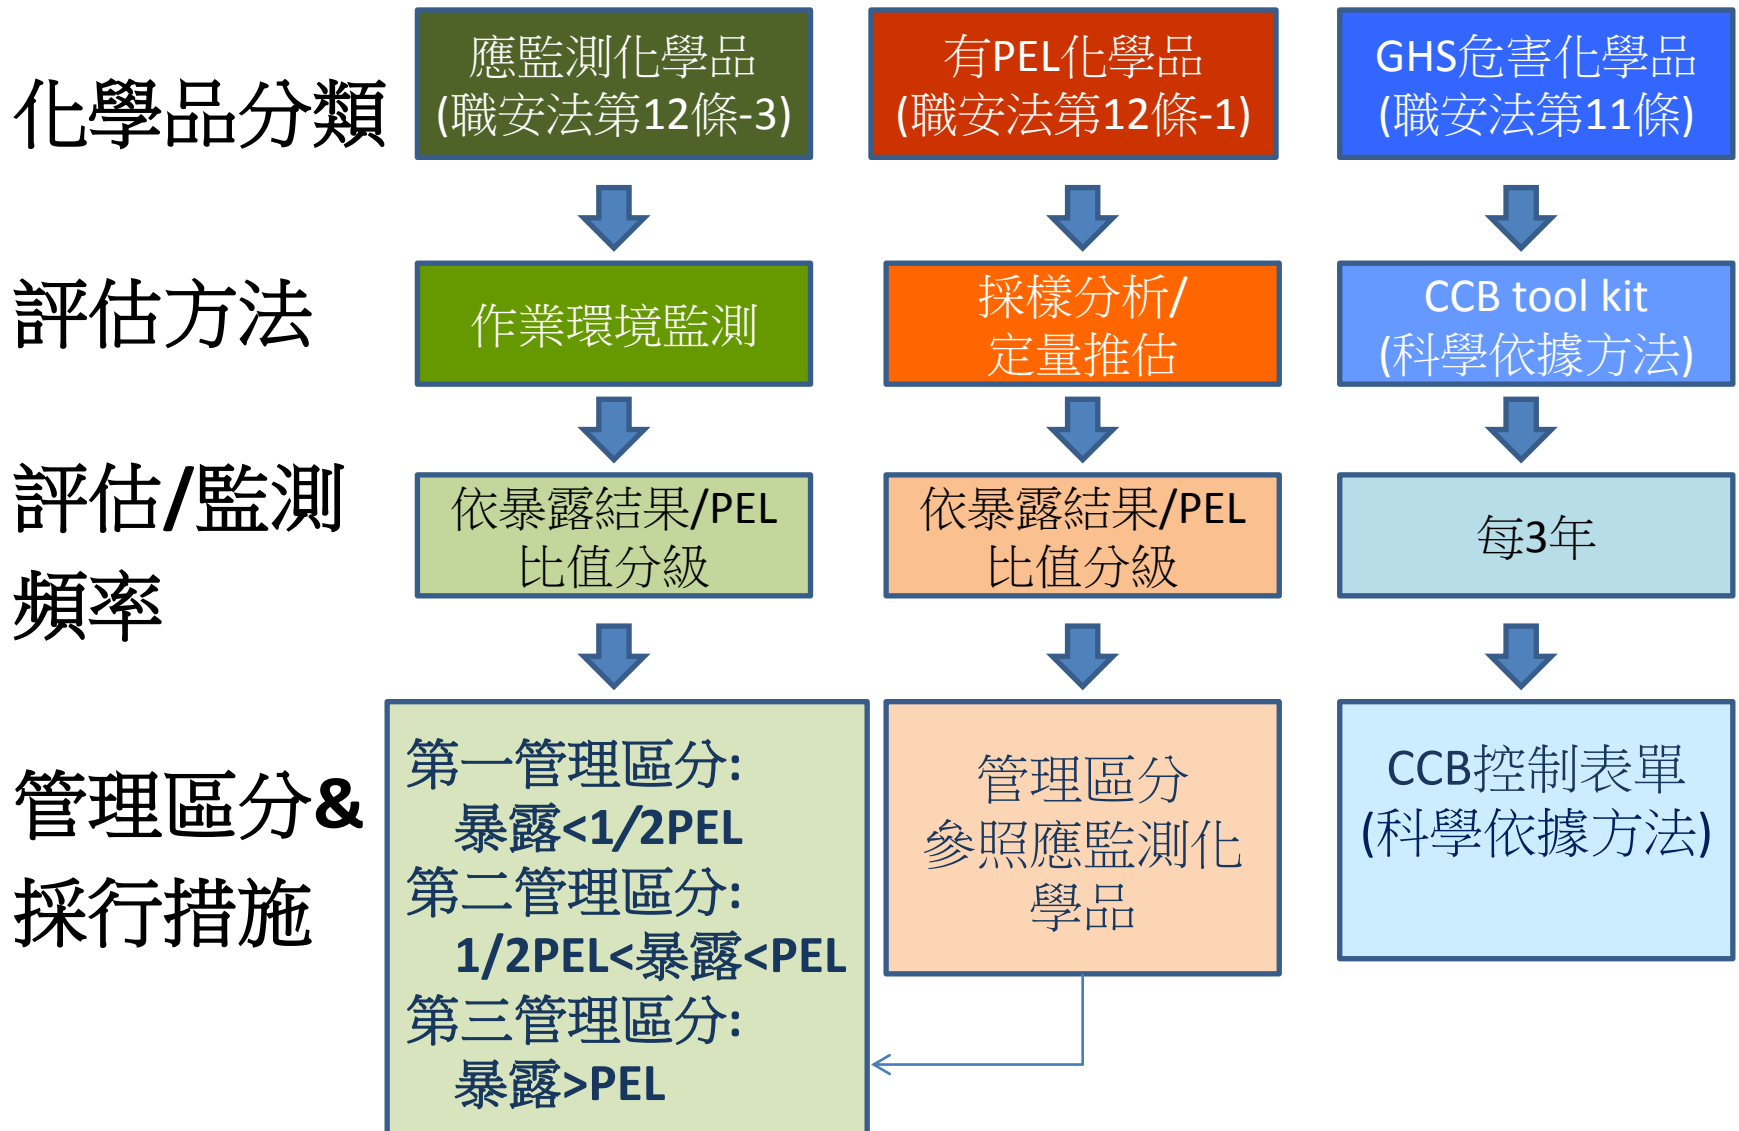 化學品分類
應監測化學品
(職安法第12條-3)
有PEL化學品
(職安法第12條-1)
GHS危害化學品
(職安法第11條)
評估方法
作業環境監測
採樣分析/
定量推估
CCB tool kit
(科學依據方法)
評估/監測
頻率
依暴露結果/PEL
比值分級
依暴露結果/PEL
比值分級
每3年
管理區分&
採行措施
第一管理區分:
暴露<1/2PEL
第二管理區分:
1/2PEL<暴露<PEL
第三管理區分:
暴露>PEL
管理區分
參照應監測化
學品
CCB控制表單
(科學依據方法)